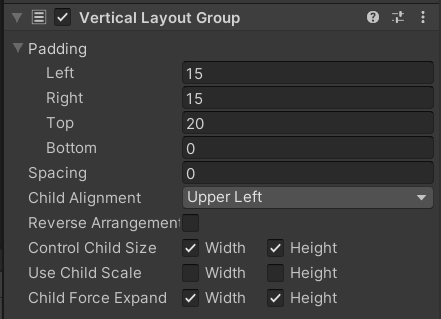 Vertical Layout Group
Padding
Left 15
Right 15
Top 20
Bottom 0
Spacing 0
Child Alignment Upper Left
Reverse Arrangement
Control Child Size Width Height
Use Child Scale Width Height
Child Force Expand Width Height